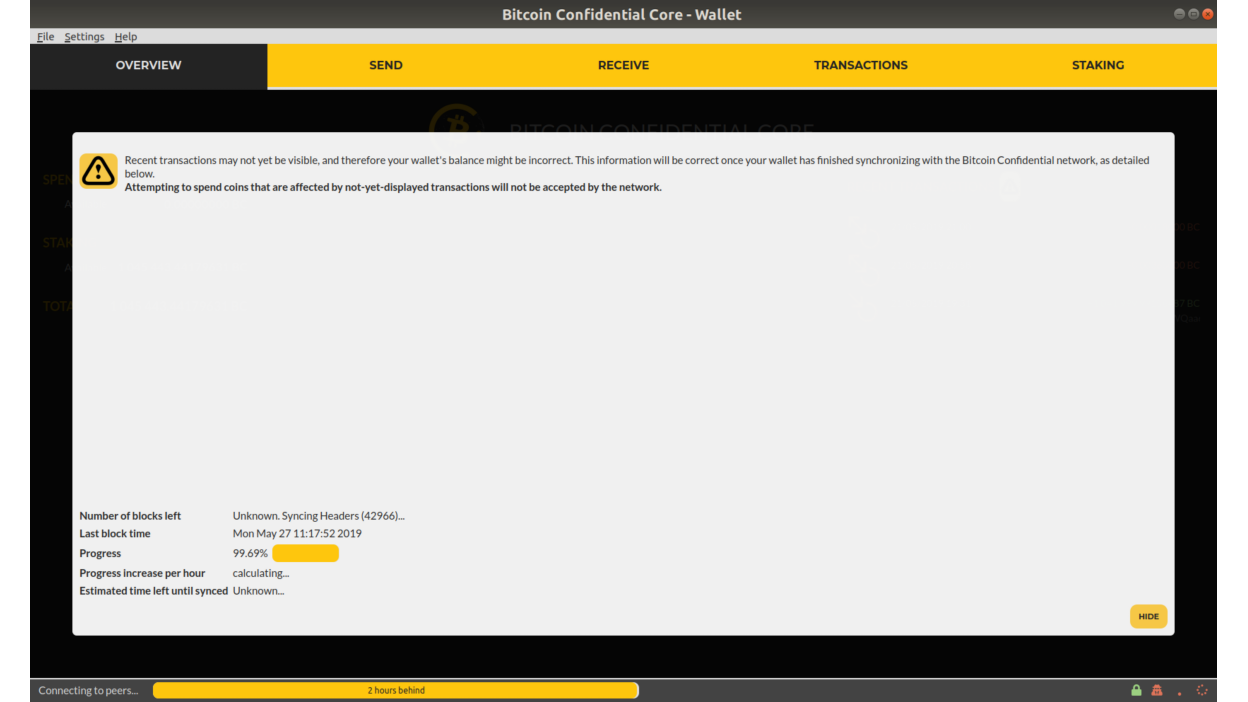 Bitcoin Confidential Core - Wallet
File Settings Help
OVERVIEW SEND RECEIVE TRANSACTIONS STAKING
BITCOIN CONFIDENTIAL CORE
Recent transactions may not yet be visible, and therefore your wallet's balance might be incorrect. This information will be correct once your wallet has finished synchronizing with the Bitcoin Confidential network, as detailed
below.
Attempting to spend coins that are affected by not-yet-displayed transactions will not be accepted by the network.
Number of blocks left Unknown. Syncing Headers (42966)...
Last block time Mon May 27 11:17:52 2019
Progress 99.69%
Progress increase per hour calculating...
Estimated time left until synced Unknown...
HIDE
Connecting to peers... 2 hours behind